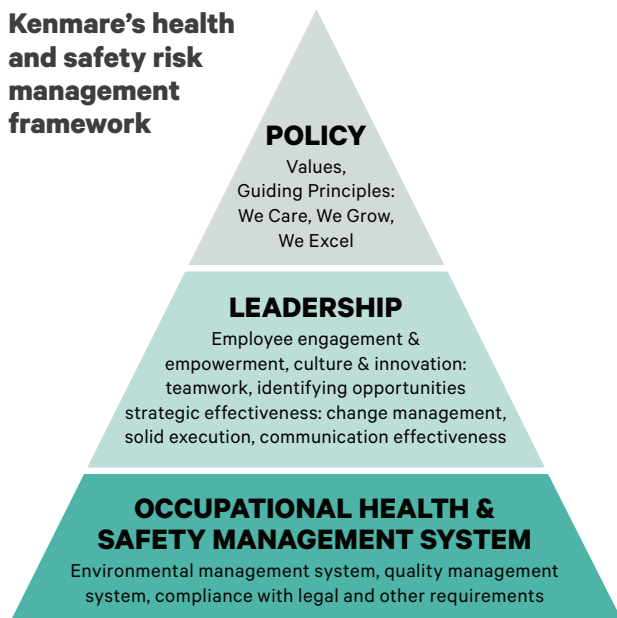 Kenmare’s health
and safety risk
management
framework
POLICY
Values,
Guiding Principles:
We Care, We Grow,
We Excel
LEADERSHIP
Employee engagement &
empowerment, culture & innovation:
teamwork, identifying opportunities
strategic effectiveness: change management,
solid execution, communication effectiveness
OCCUPATIONAL HEALTH &
SAFETY MANAGEMENT SYSTEM
Environmental management system, quality management
system, compliance with legal and other requirements